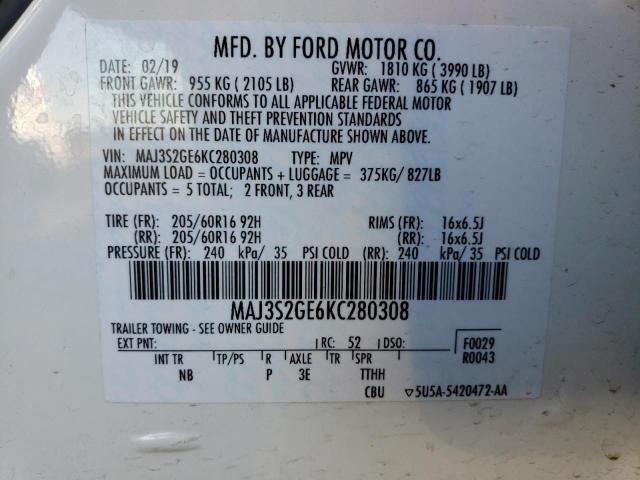 MFD. BY FORD MOTOR CO.
DATE: 02/19 GVWR: 1810 KG ( 3990 LB)
FRONT GAWR: 955 KG ( 2105 LB) REAR GAWR: 865 KG ( 1907 LB)
THIS VEHICLE CONFORMS TO ALL APPLICABLE FEDERAL MOTOR
VEHICLE SAFETY AND THEFT PREVENTION STANDARDS
IN EFFECT ON THE DATE OF MANUFACTURE SHOWN ABOVE.
VIN: MAJ3S2GE6KC280308 TYPE: MPV
MAXIMUM LOAD = OCCUPANTS + LUGGAGE = 375KG/ 827LB
OCCUPANTS = 5 TOTAL; 2 FRONT, 3 REAR
TIRE (FR): 205/60R16 92H RIMS (FR): 16x6.5J
(RR): 205/60R16 92H (RR): 16x6.5J
PRESSURE (FR): 240 kPa/ 35 PSI COLD (RR): 240 kPa/ 35 PSI COLD
MAJ3S2GE6KC280308
TRAILER TOWING - SEE OWNER GUIDE
EXT PNT: RC: 52 DSO: F0029
INT TR TP/PS R AXLE TR SPR R0043
NB P 3E TTHH
CBU ▽5U5A-5420472-AA